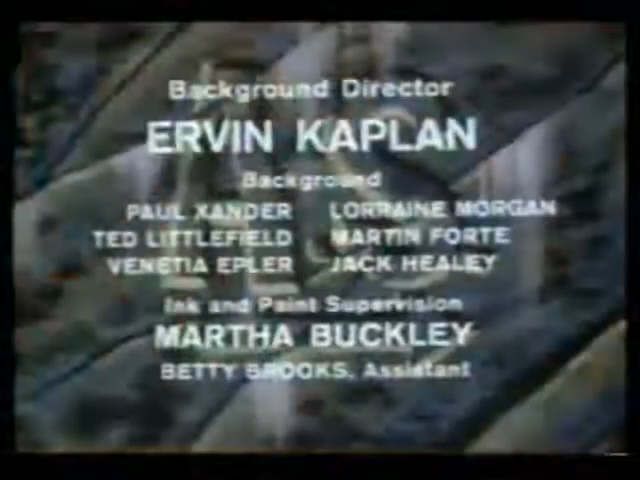 Background Director
ERVIN KAPLAN
Background
PAUL XANDER LORRAINE MORGAN
TED LITTLEFIELD MARTIN FORTE
VENETIA EPLER JACK HEALEY
Ink and Paint Supervision
MARTHA BUCKLEY
BETTY BROOKS, Assistant